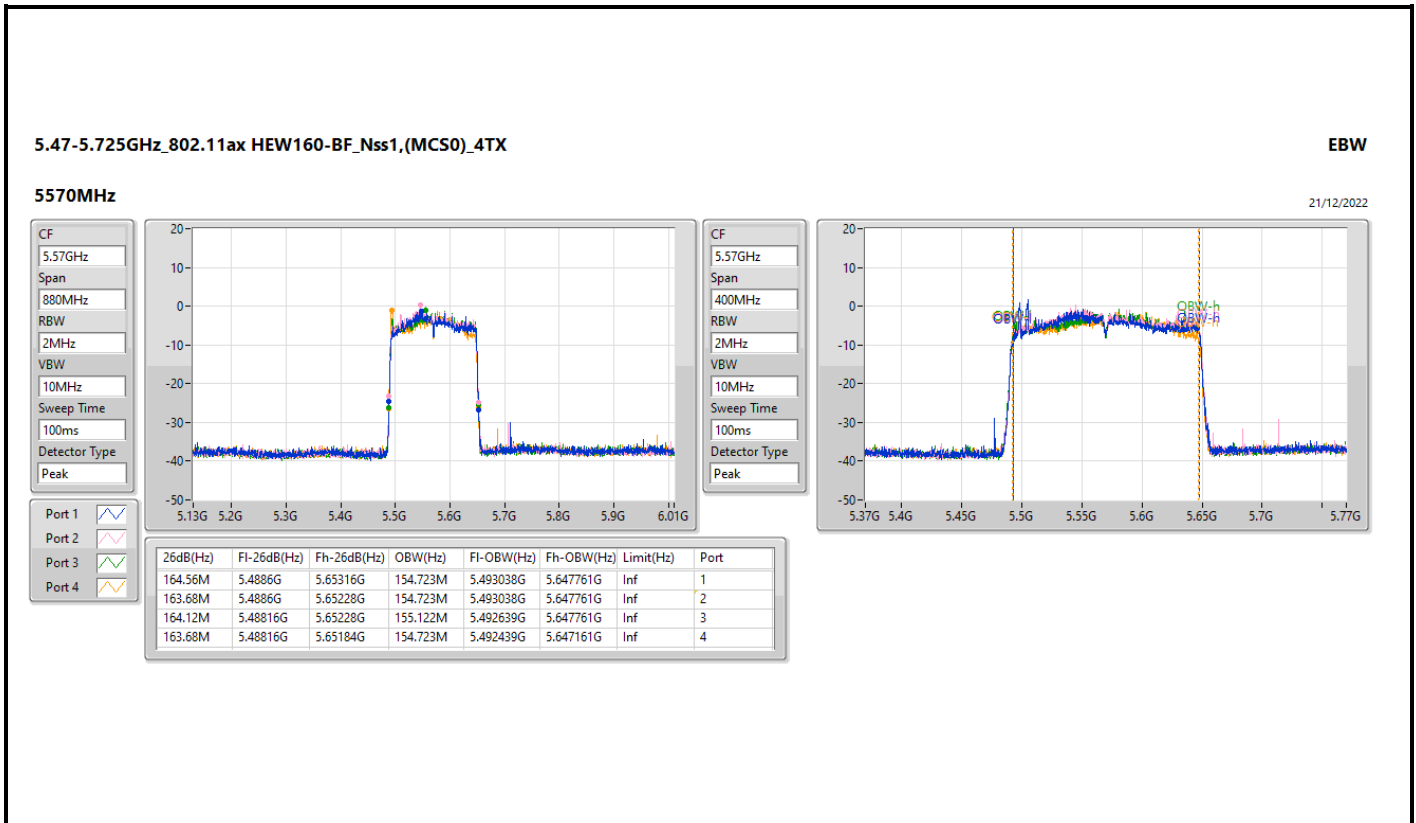 5.47-5.725GHz_802.11ax HEW160-BF_Nss1,(MCS0)_4TX
EBW
5570MHz
21/12/2022
CF
5.57GHz
Span
880MHz
RBW
2MHz
VBW
10MHz
Sweep Time
100ms
Detector Type
Peak
20
10
0
-10
-20
-30
-40
-50
5.13G 5.2G 5.3G 5.4G 5.5G 5.6G 5.7G 5.8G 5.9G 6.01G
CF
5.57GHz
Span
400MHz
RBW
2MHz
VBW
10MHz
Sweep Time
100ms
Detector Type
Peak
20
10
0
-10
-20
-30
-40
-50
OBW-h
OBW-h
5.37G 5.4G 5.45G 5.5G 5.55G 5.6G 5.65G 5.7G 5.77G
Port 1
Port 2
Port 3
Port 4
26dB(Hz) Fl-26dB(Hz) Fh-26dB(Hz) OBW(Hz) Fl-OBW(Hz) Fh-OBW(Hz) Limit(Hz) Port
164.56M 5.4886G 5.65316G 154.723M 5.493038G 5.647761G Inf 1
163.68M 5.4886G 5.65228G 154.723M 5.493038G 5.647761G Inf 2
164.12M 5.48816G 5.65228G 155.122M 5.492639G 5.647761G Inf 3
163.68M 5.48816G 5.65184G 154.723M 5.492439G 5.647161G Inf 4